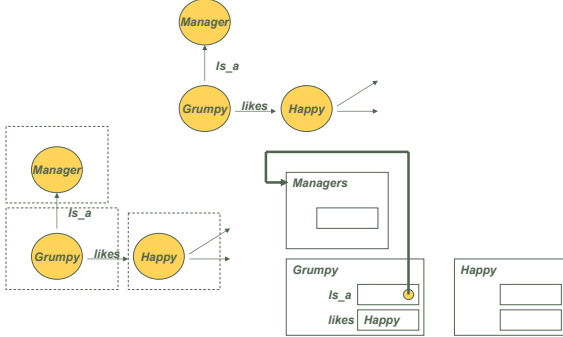 Manager
Is_a
Grumpy likes Happy
Manager
Is_a
Grumpy likes Happy
Managers
Grumpy
Is_a
likes Happy
Happy